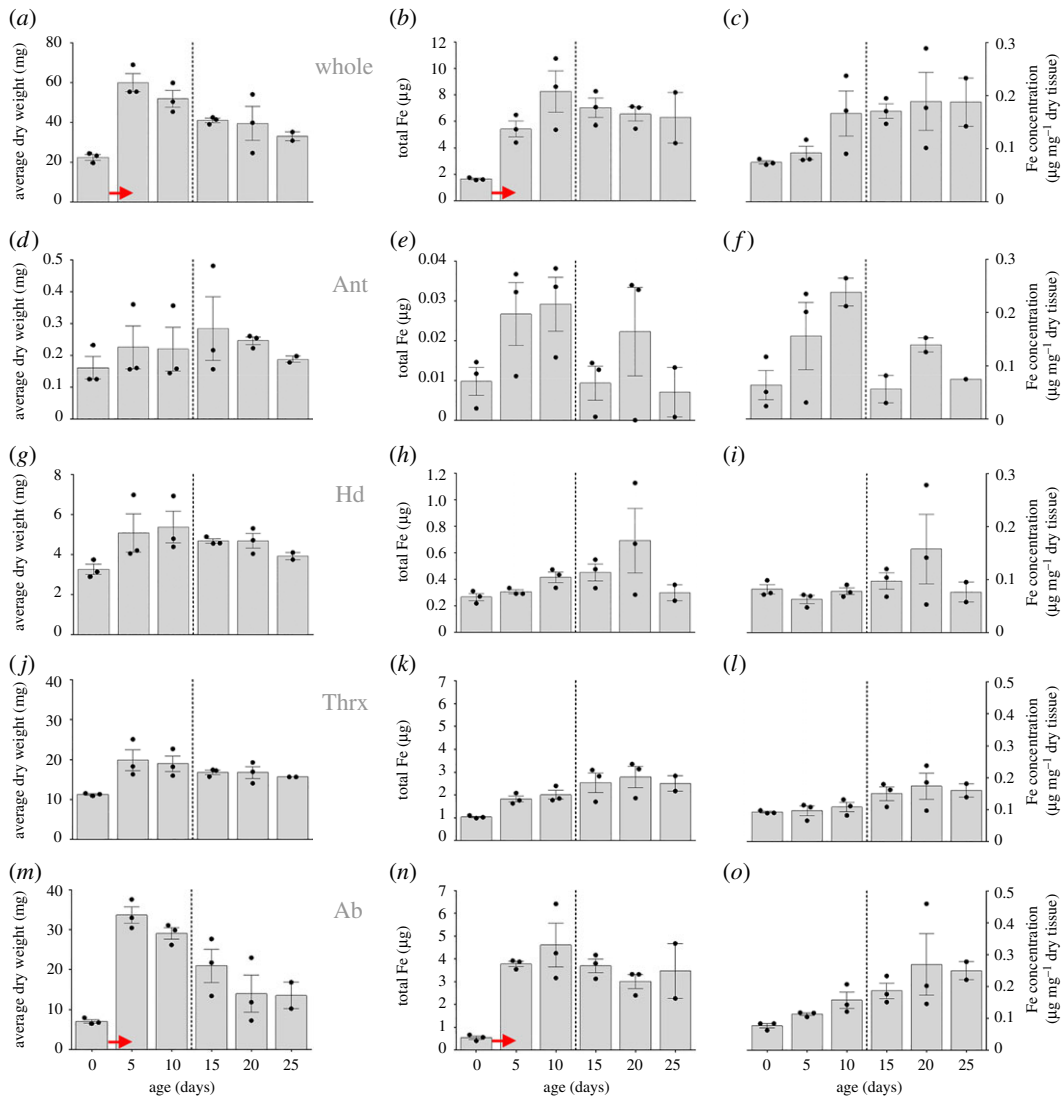 (a)
average dry weight (mg)
80
60
40
20
0
whole
(b)
total Fe (µg)
12
10
8
6
4
2
0
(c)
0.3
0.2
0.1
0
Fe concentration
(µg mg⁻¹ dry tissue)
(d)
average dry weight (mg)
0.5
0.4
0.3
0.2
0.1
0
Ant
(e)
total Fe (µg)
0.04
0.03
0.02
0.01
0
(f)
0.3
0.2
0.1
0
Fe concentration
(µg mg⁻¹ dry tissue)
(g)
average dry weight (mg)
8
6
4
2
0
Hd
(h)
total Fe (µg)
1.2
1.0
0.8
0.6
0.4
0.2
0
(i)
0.3
0.2
0.1
0
Fe concentration
(µg mg⁻¹ dry tissue)
(j)
average dry weight (mg)
40
30
20
10
0
Thrx
(k)
total Fe (µg)
7
6
5
4
3
2
1
0
(l)
0.5
0.4
0.3
0.2
0.1
0
Fe concentration
(µg mg⁻¹ dry tissue)
(m)
average dry weight (mg)
40
30
20
10
0
Ab
0 5 10 15 20 25
age (days)
(n)
total Fe (µg)
7
6
5
4
3
2
1
0
0 5 10 15 20 25
age (days)
(o)
0.5
0.4
0.3
0.2
0.1
0
Fe concentration
(µg mg⁻¹ dry tissue)
0 5 10 15 20 25
age (days)